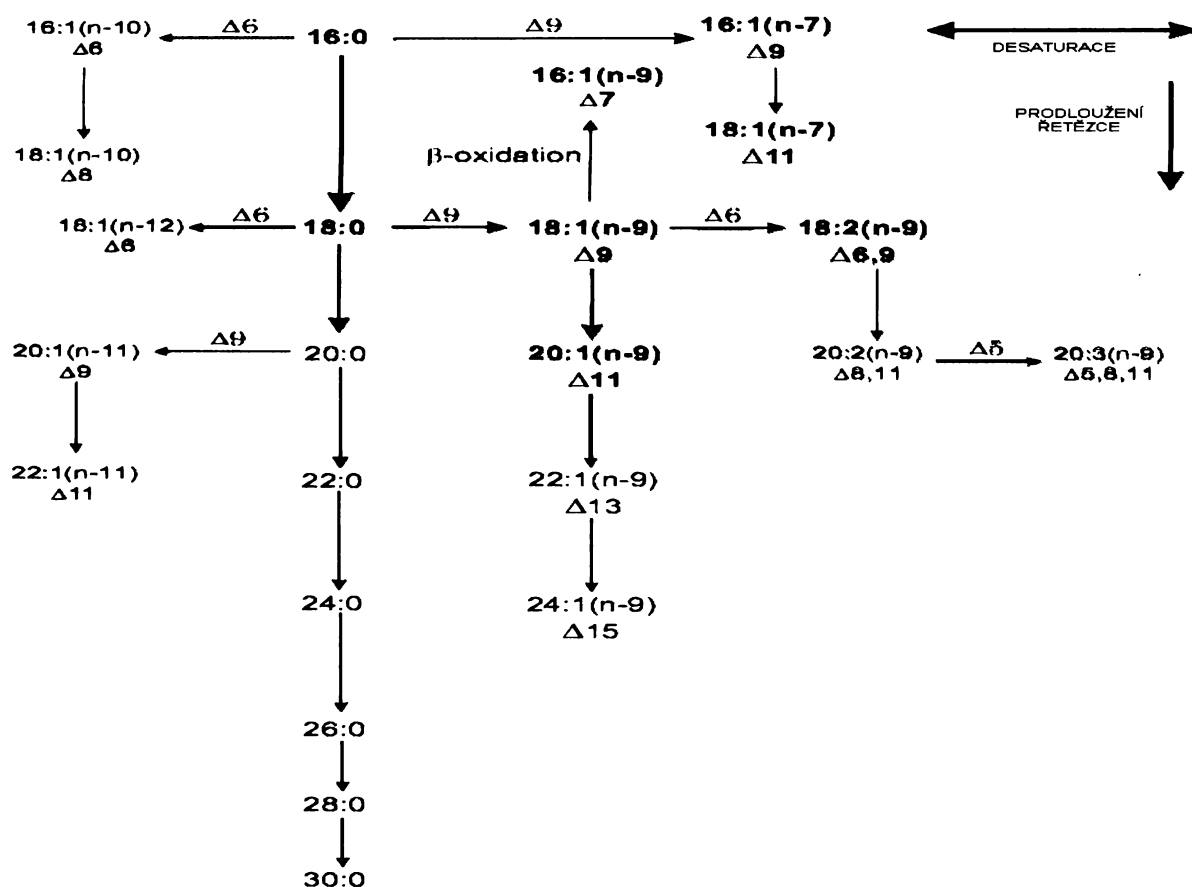 16:1(n-10)
Δ6
Δ6
16:0
Δ9
16:1(n-7)
Δ9
DESATURACE
16:1(n-9)
Δ7
PRODLOUŽENÍ
ŘETĚZCE
18:1(n-7)
Δ11
18:1(n-10)
Δ8
β-oxidation
18:1(n-12)
Δ6
Δ6
18:0
Δ9
18:1(n-9)
Δ9
Δ6
18:2(n-9)
Δ6,9
20:1(n-11)
Δ9
Δ9
20:0
20:1(n-9)
Δ11
20:2(n-9)
Δ8,11
Δ5
20:3(n-9)
Δ5,8,11
22:1(n-11)
Δ11
22:0
22:1(n-9)
Δ13
24:0
24:1(n-9)
Δ15
26:0
28:0
30:0